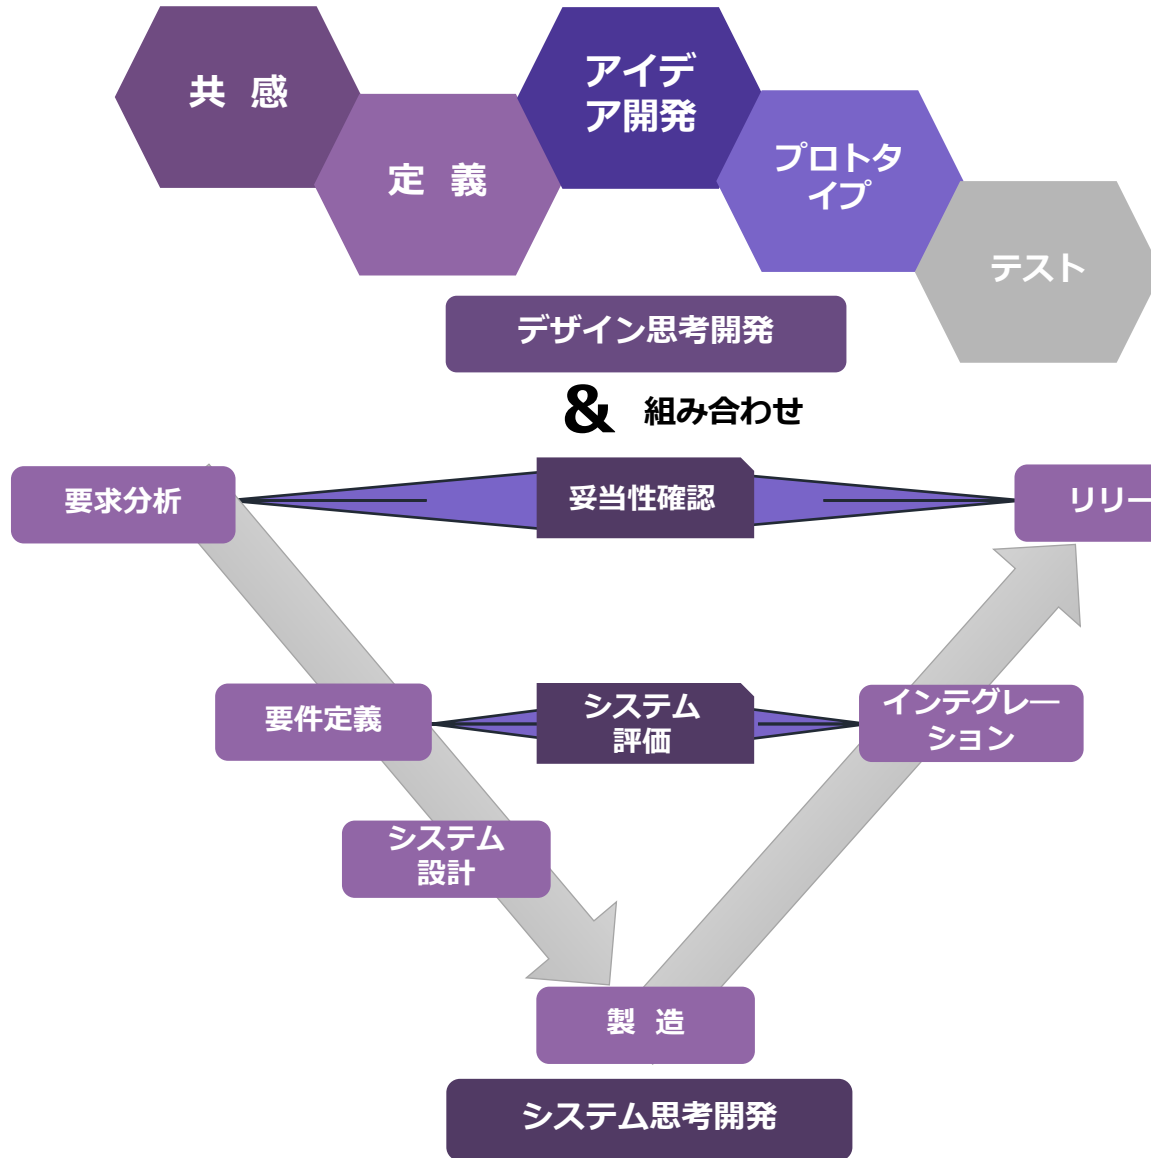 共 感
定 義
アイデ
ア開発
プロトタ
イプ
テスト
デザイン思考開発
& 組み合わせ
要求分析
妥当性確認
リリー
要件定義
システム
評価
インテグレー
ション
システム
設計
製 造
システム思考開発